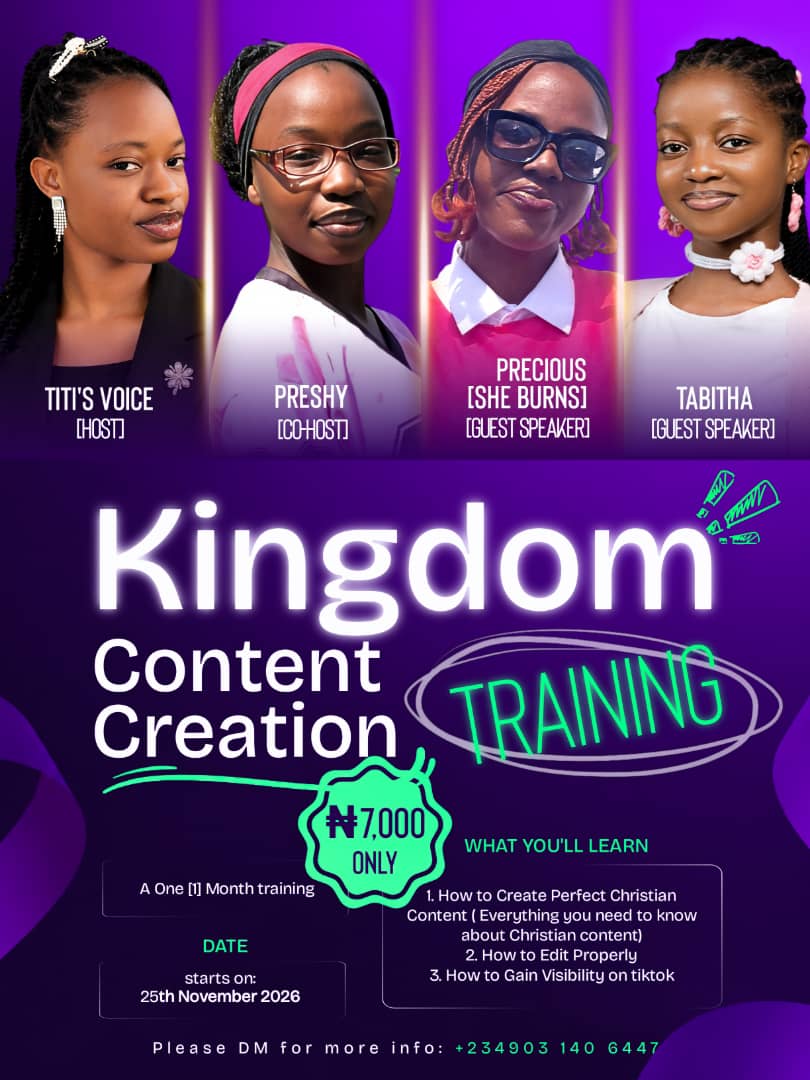 TITI'S VOICE
[HOST]
PRESHY
[CO-HOST]
PRECIOUS
[SHE BURNS]
[GUEST SPEAKER]
TABITHA
[GUEST SPEAKER]
Kingdom
Content
Creation
TRAINING
₦7,000
ONLY
A One [1] Month training
DATE
starts on:
25th November 2026
WHAT YOU'LL LEARN
1. How to Create Perfect Christian
Content ( Everything you need to know
about Christian content)
2. How to Edit Properly
3. How to Gain Visibility on tiktok
Please DM for more info: +234903 140 6447